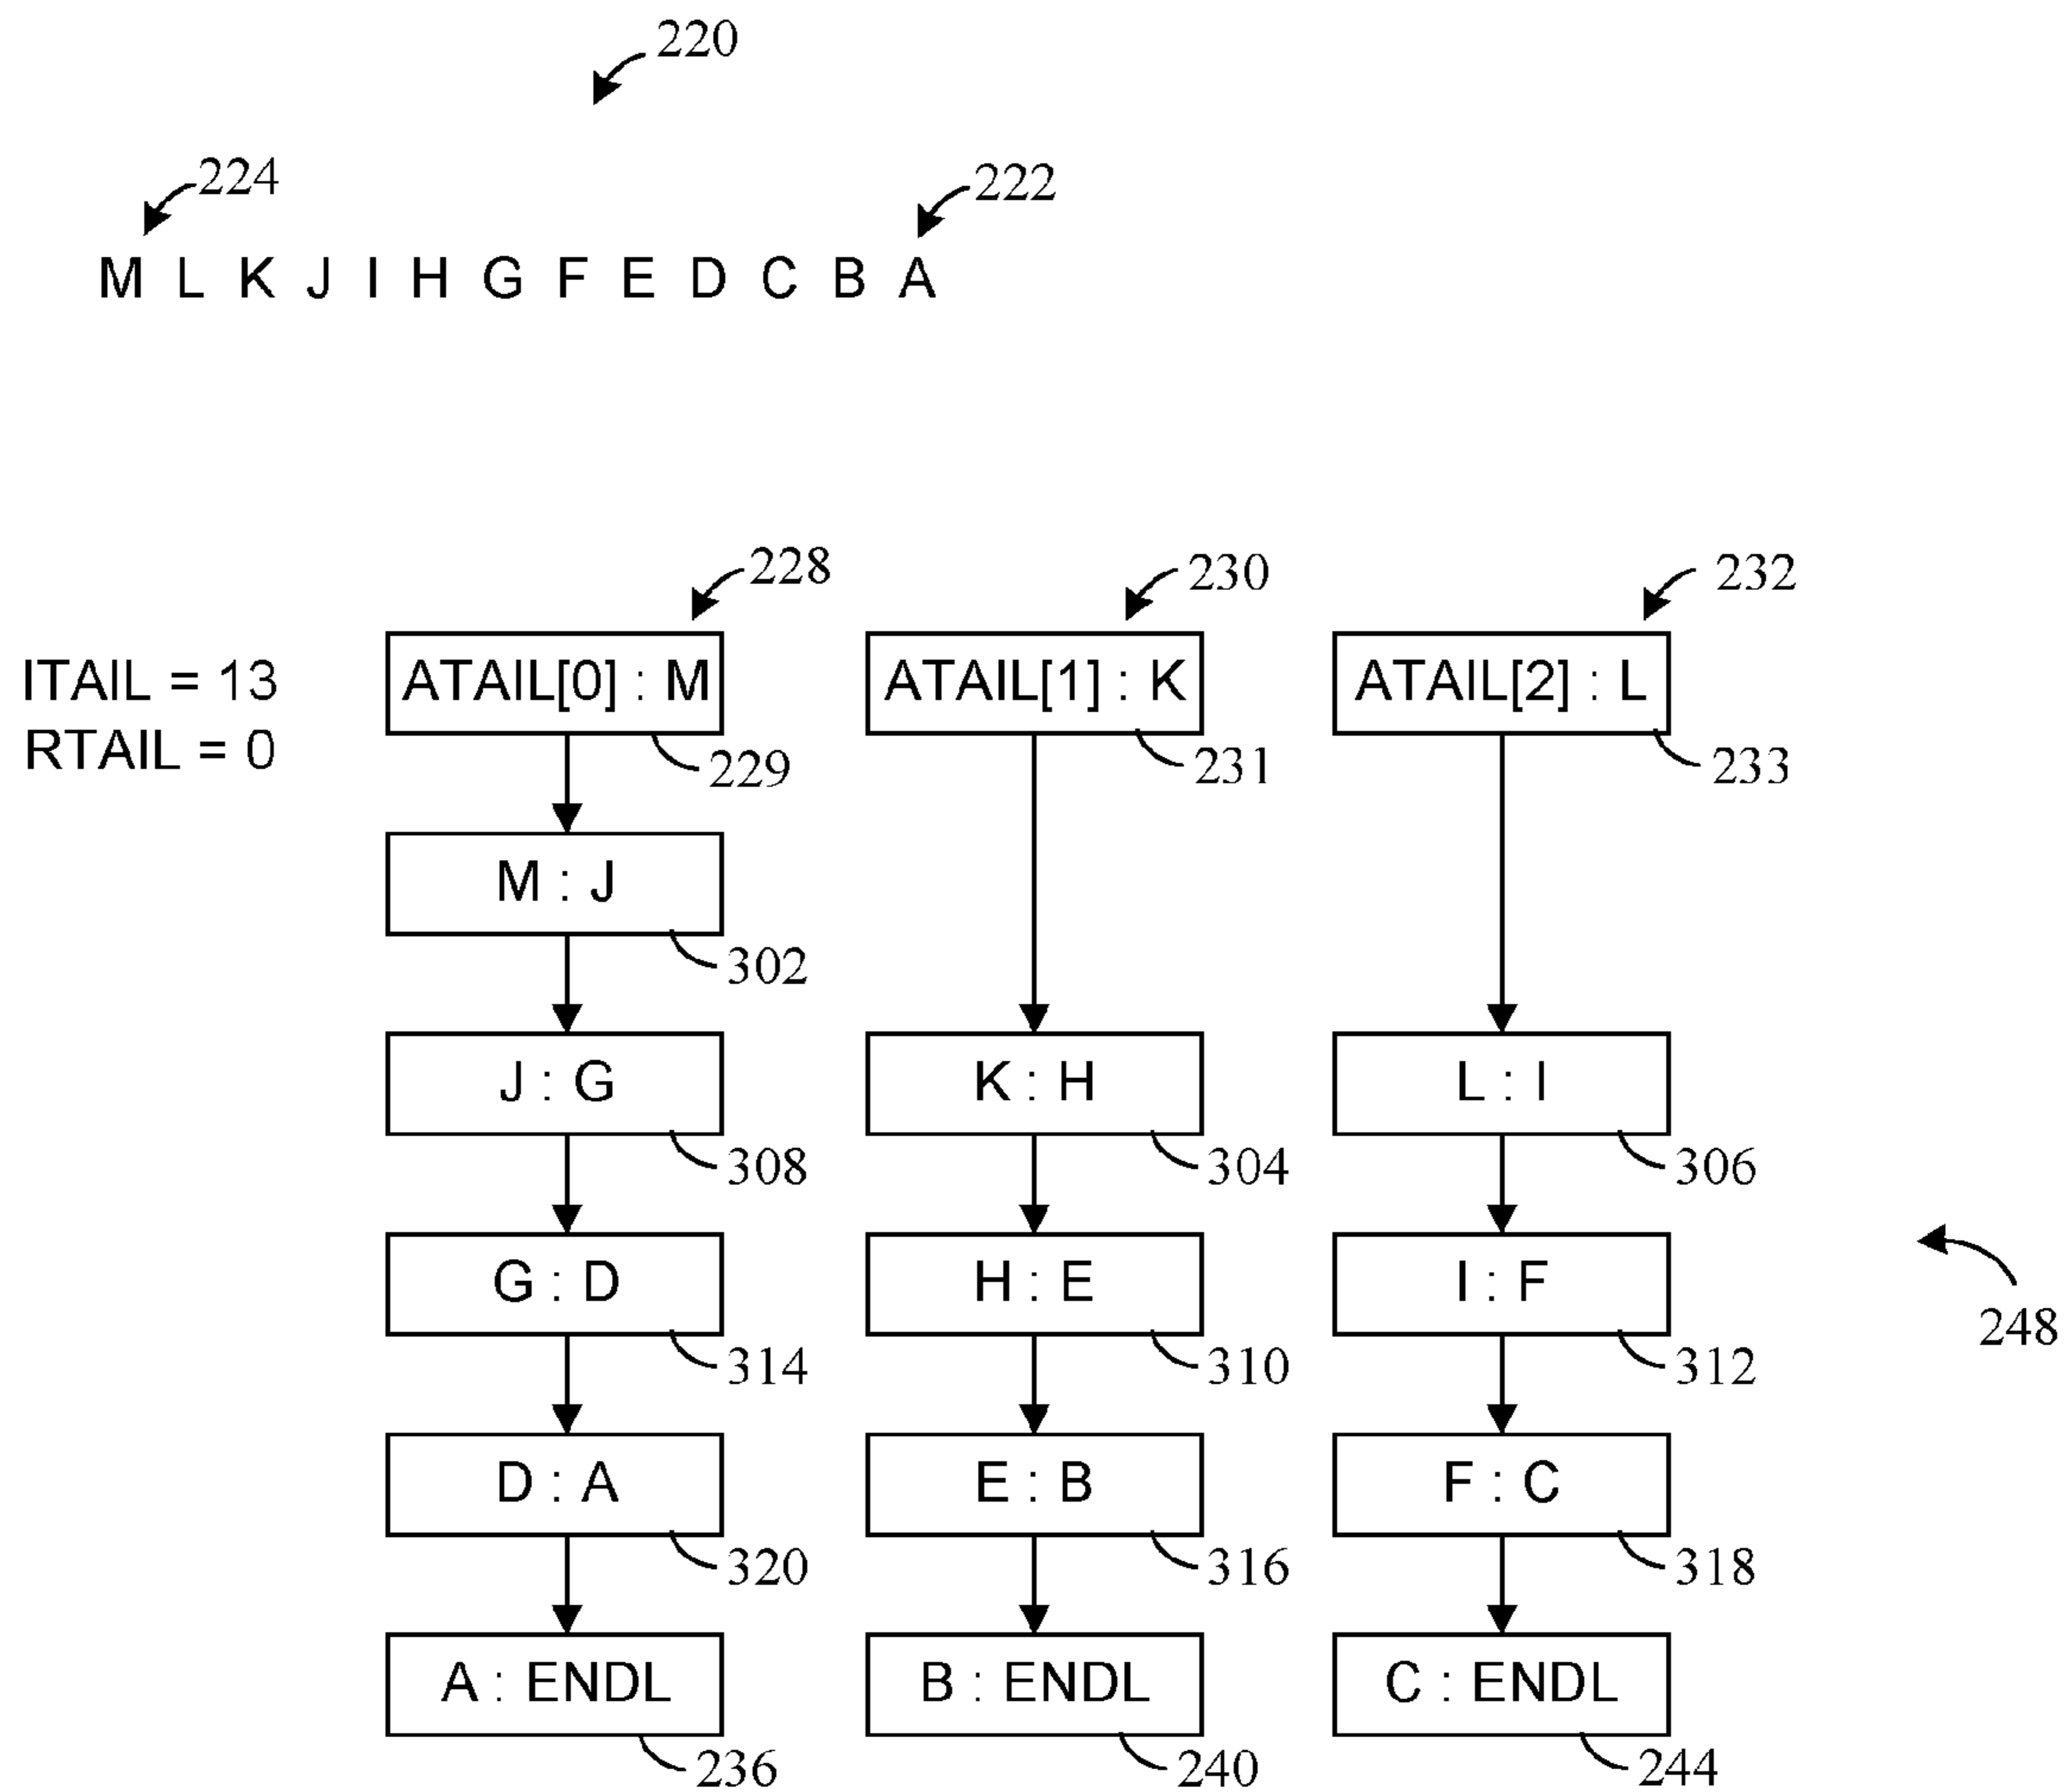 220
224
222
M L K J I H G F E D C B A
228
230
232
ITAIL = 13
RTAIL = 0
ATAIL[0] : M
ATAIL[1] : K
ATAIL[2] : L
229
231
233
M : J
302
J : G
K : H
L : I
308
304
306
G : D
H : E
I : F
248
314
310
312
D : A
E : B
F : C
320
316
318
A : ENDL
B : ENDL
C : ENDL
236
240
244